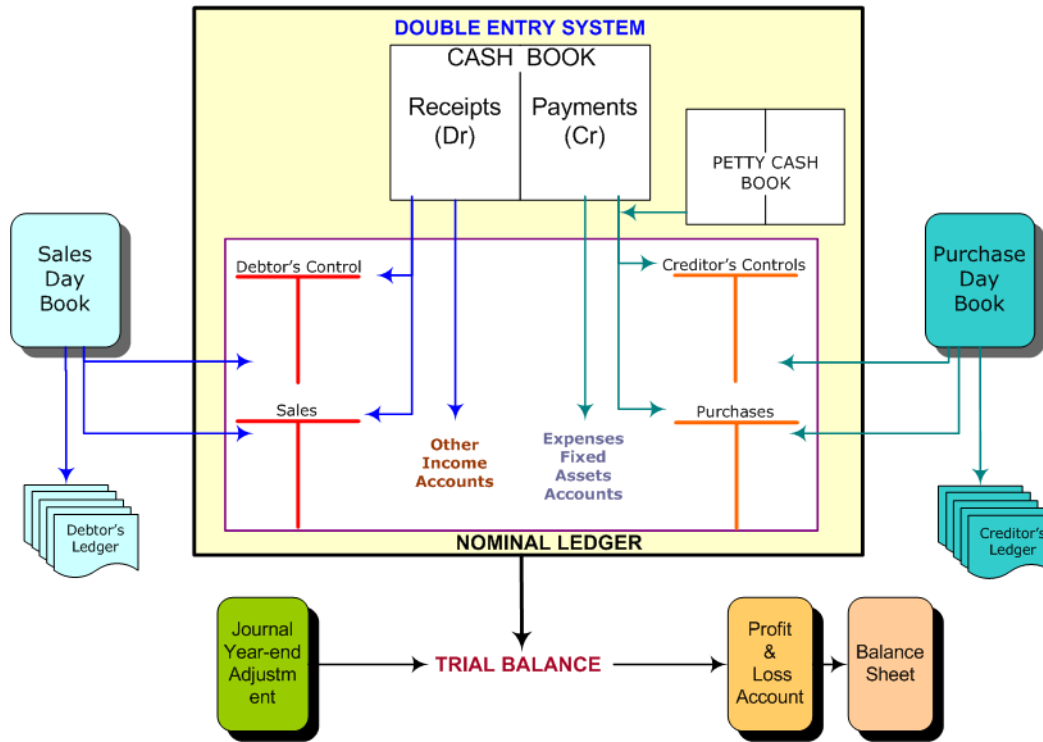 DOUBLE ENTRY SYSTEM
CASH BOOK
Receipts
(Dr)
Payments
(Cr)
PETTY CASH
BOOK
Sales
Day
Book
Purchase
Day
Book
Debtor's Control
Creditor's Controls
Sales
Purchases
Other
Income
Accounts
Expenses
Fixed
Assets
Accounts
Debtor's
Ledger
Creditor's
Ledger
NOMINAL LEDGER
Journal
Year-end
Adjustm
ent
TRIAL BALANCE
Profit
&
Loss
Account
Balance
Sheet